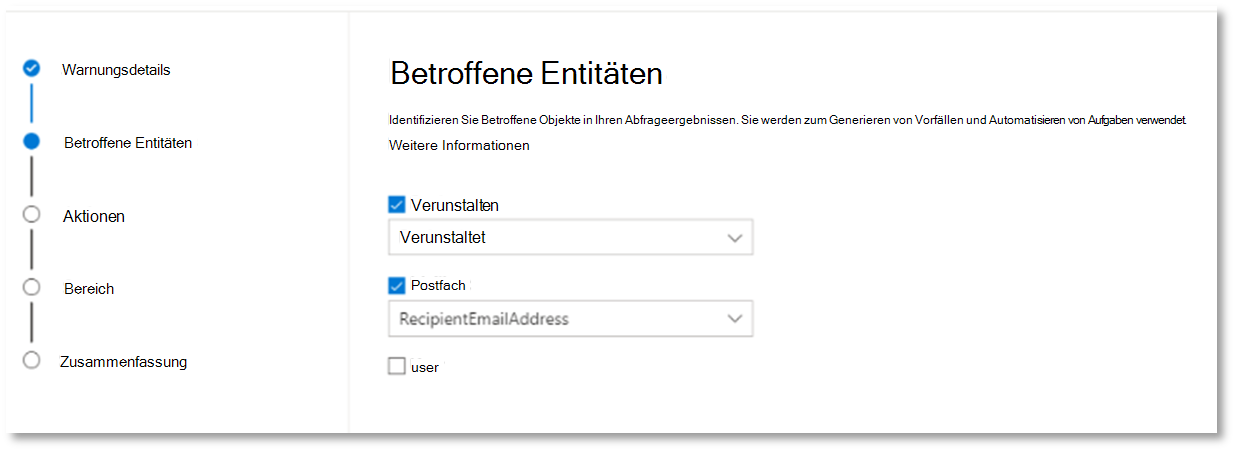 Warnungsdetails
Betroffene Entitäten
Aktionen
Bereich
Zusammenfassung
Betroffene Entitäten
Identifizieren Sie Betroffene Objekte in Ihren Abfrageergebnissen. Sie werden zum Generieren von Vorfällen und Automatisieren von Aufgaben verwendet.
Weitere Informationen
Verunstalten
Verunstaltet
Postfach
RecipientEmailAddress
user